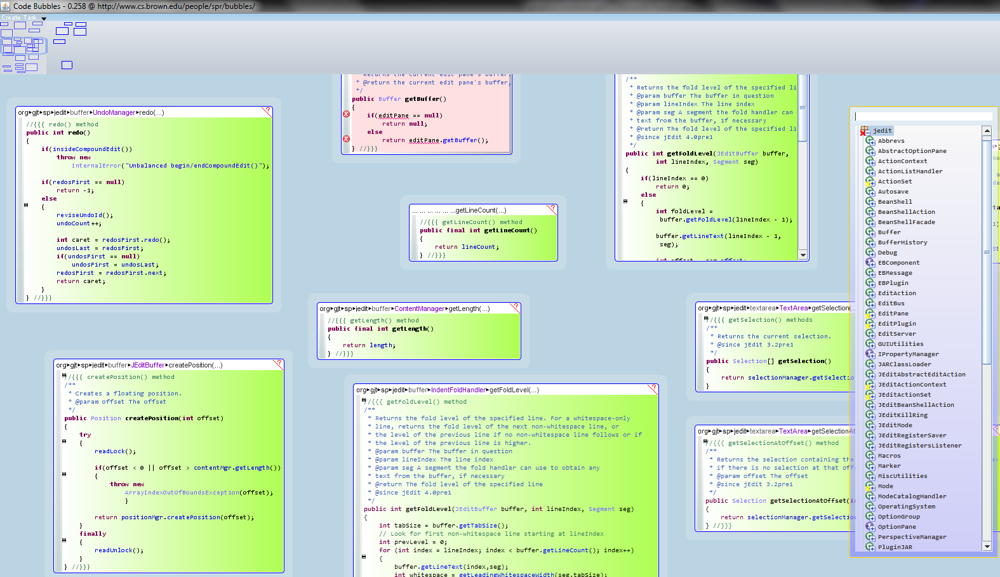 Code Bubbles - 0.258 @ http://www.cs.brown.edu/people/spr/bubbles/
Create Task...
org▸gjt▸sp▸jedit▸buffer▸UndoManager▸redo(...)
//{{{ redo() method
public int redo()
{
if(insideCompoundEdit())
throw new
InternalError("Unbalanced begin/endCompoundEdit()");
if(redosFirst == null)
return -1;
else
{
reviseUndoId();
undoCount++;
int caret = redosFirst.redo();
undosLast = redosFirst;
if(undosFirst == null)
undosFirst = undosLast;
redosFirst = redosFirst.next;
return caret;
}
} //}}}
org▸gjt▸sp▸jedit▸buffer▸JEditBuffer▸createPosition(...)
//{{{ createPosition() method
/**
* Creates a floating position.
* @param offset The offset
*/
public Position createPosition(int offset)
{
try
{
readLock();
if(offset < 0 || offset > contentMgr.getLength())
{
throw new
ArrayIndexOutOfBoundsException(offset);
}
return positionMgr.createPosition(offset);
}
finally
{
readUnlock();
}
} //}}}
* Returns the current edit pane's buffer,
* @return the current edit pane's buffer,
*/
public Buffer getBuffer()
{
if(editPane == null)
return null;
else
return editPane.getBuffer();
} //}}}
... ... ... ... ... ...getLineCount(...)
//{{{ getLineCount() method
public final int getLineCount()
{
return lineCount;
} //}}}
org▸gjt▸sp▸jedit▸buffer▸ContentManager▸getLength(...)
//{{{ getLength() method
public final int getLength()
{
return length;
} //}}}
org▸gjt▸sp▸jedit▸buffer▸IndentFoldHandler▸getFoldLevel(...)
//{{{ getFoldLevel() method
/**
* Returns the fold level of the specified line. For a whitespace-only
* line, returns the fold level of the next non-whitespace line, or
* the level of the previous line if no non-whitespace line follows or if
* the level of the previous line is higher.
* @param buffer The buffer in question
* @param lineIndex The line index
* @param seg A segment the fold handler can use to obtain any
* text from the buffer, if necessary
* @return The fold level of the specified line
* @since jEdit 4.0pre1
*/
public int getFoldLevel(JEditBuffer buffer, int lineIndex, Segment seg)
{
int tabSize = buffer.getTabSize();
// Look for first non-whitespace line starting at lineIndex
int prevLevel = 0;
for (int index = lineIndex; index < buffer.getLineCount(); index++)
{
buffer.getLineText(index,seg);
int whitespace = getLeadingWhitespaceWidth(seg,tabSize);
/**
* Returns the fold level of the specified li
* @param buffer The buffer in question
* @param lineIndex The line index
* @param seg A segment the fold handler can
* text from the buffer, if necessary
* @return The fold level of the specified li
* @since jEdit 4.0pre1
*/
public int getFoldLevel(JEditBuffer buffer,
int lineIndex, Segment seg)
{
if(lineIndex == 0)
return 0;
else
{
int foldLevel =
buffer.getFoldLevel(lineIndex - 1);
buffer.getLineText(lineIndex - 1,
seg);
int offset = seg.offset;
org▸gjt▸sp▸jedit▸textarea▸TextArea▸getSelection(...
//{{{ getSelection() methods
/**
* Returns the current selection.
* @since jEdit 3.2pre1
*/
public Selection[] getSelection()
{
return selectionManager.getSelectio
}
org▸gjt▸sp▸jedit▸textarea▸TextArea▸getSelectionAt
//{{{ getSelectionAtOffset() method
/**
* Returns the selection containing the
* if there is no selection at that off
* @param offset The offset
* @since jEdit 3.2pre1
*/
public Selection getSelectionAtOffset(i
{
return selectionManager.getSelectio
} //}}}
jedit
Abbrevs
AbstractOptionPane
ActionContext
ActionListHandler
ActionSet
Autosave
BeanShell
BeanShellAction
BeanShellFacade
Buffer
BufferHistory
Debug
EBComponent
EBMessage
EBPlugin
EditAction
EditBus
EditPane
EditPlugin
EditServer
GUIUtilities
IPropertyManager
JARClassLoader
JEditAbstractEditAction
JEditActionContext
JEditActionSet
JEditBeanShellAction
JEditKillRing
JEditMode
JEditRegisterSaver
JEditRegistersListener
Macros
Marker
MiscUtilities
Mode
ModeCatalogHandler
OperatingSystem
OptionGroup
OptionPane
PerspectiveManager
PluginJAR